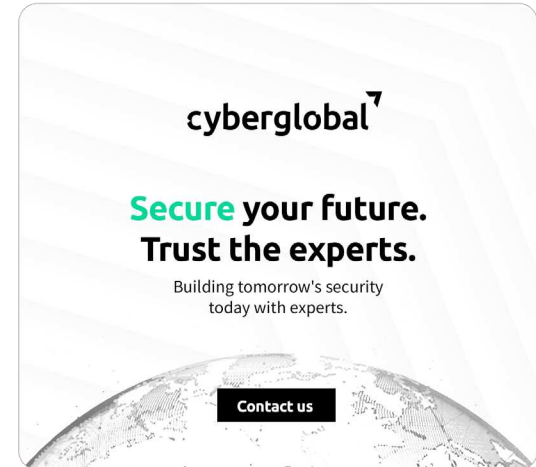 cyberglobal
Secure your future.
Trust the experts.
Building tomorrow's security
today with experts.
Contact us